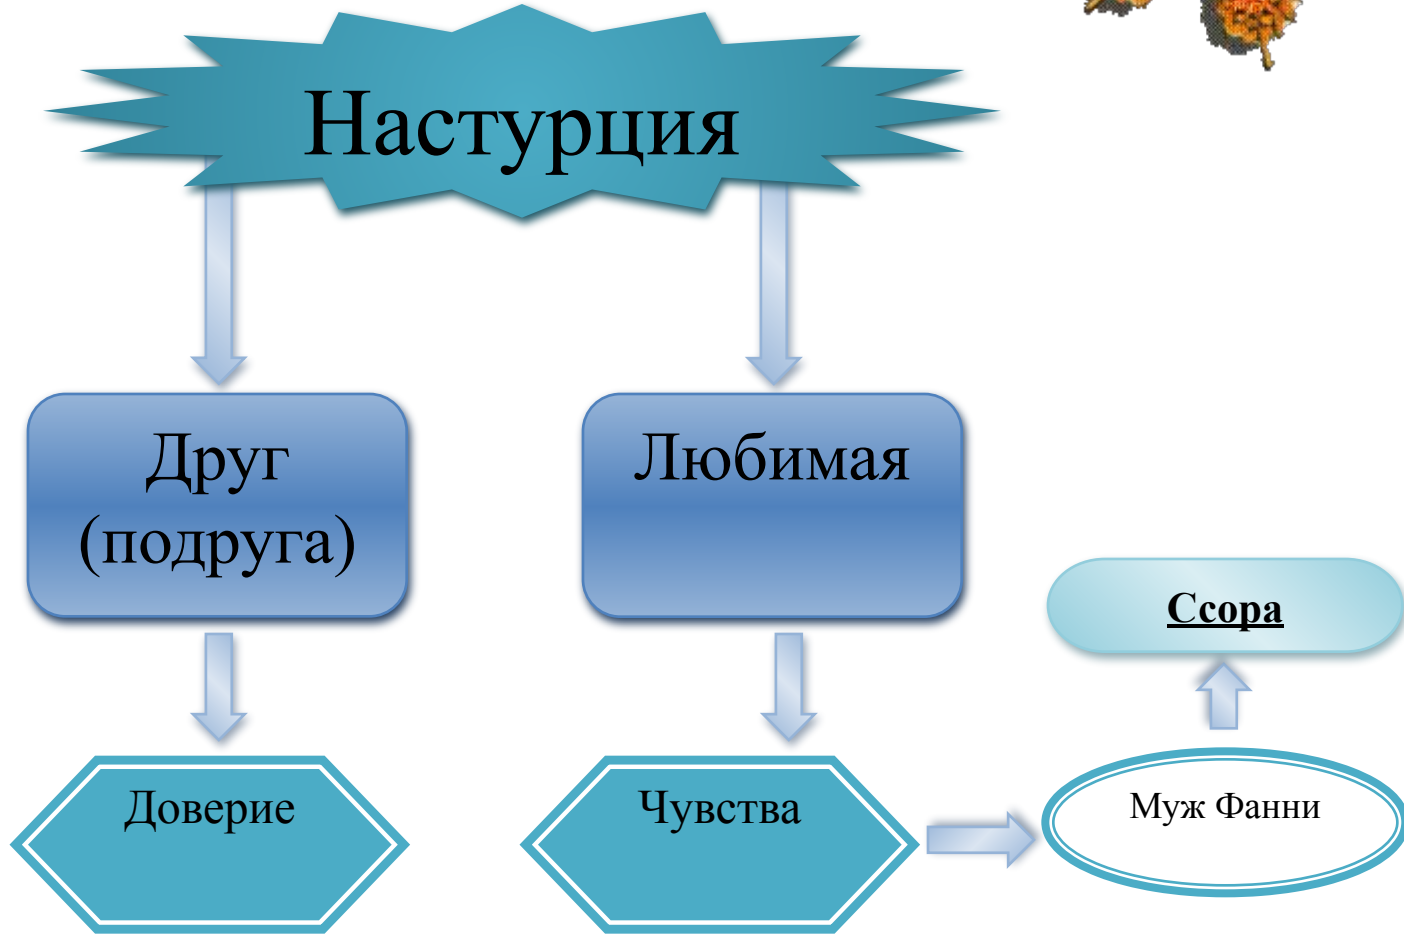 Настурция
Друг
(подруга)
Любимая
Ссора
Доверие
Чувства
Муж Фанни